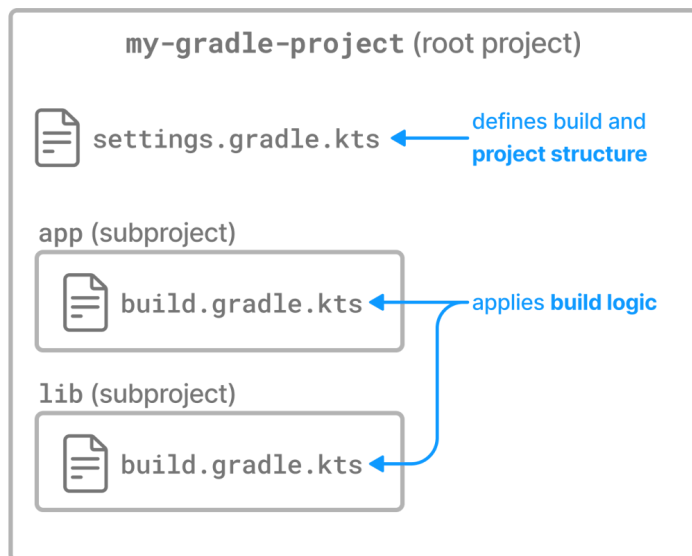 my-gradle-project (root project)
settings.gradle.kts
defines build and
project structure
app (subproject)
build.gradle.kts
applies build logic
lib (subproject)
build.gradle.kts